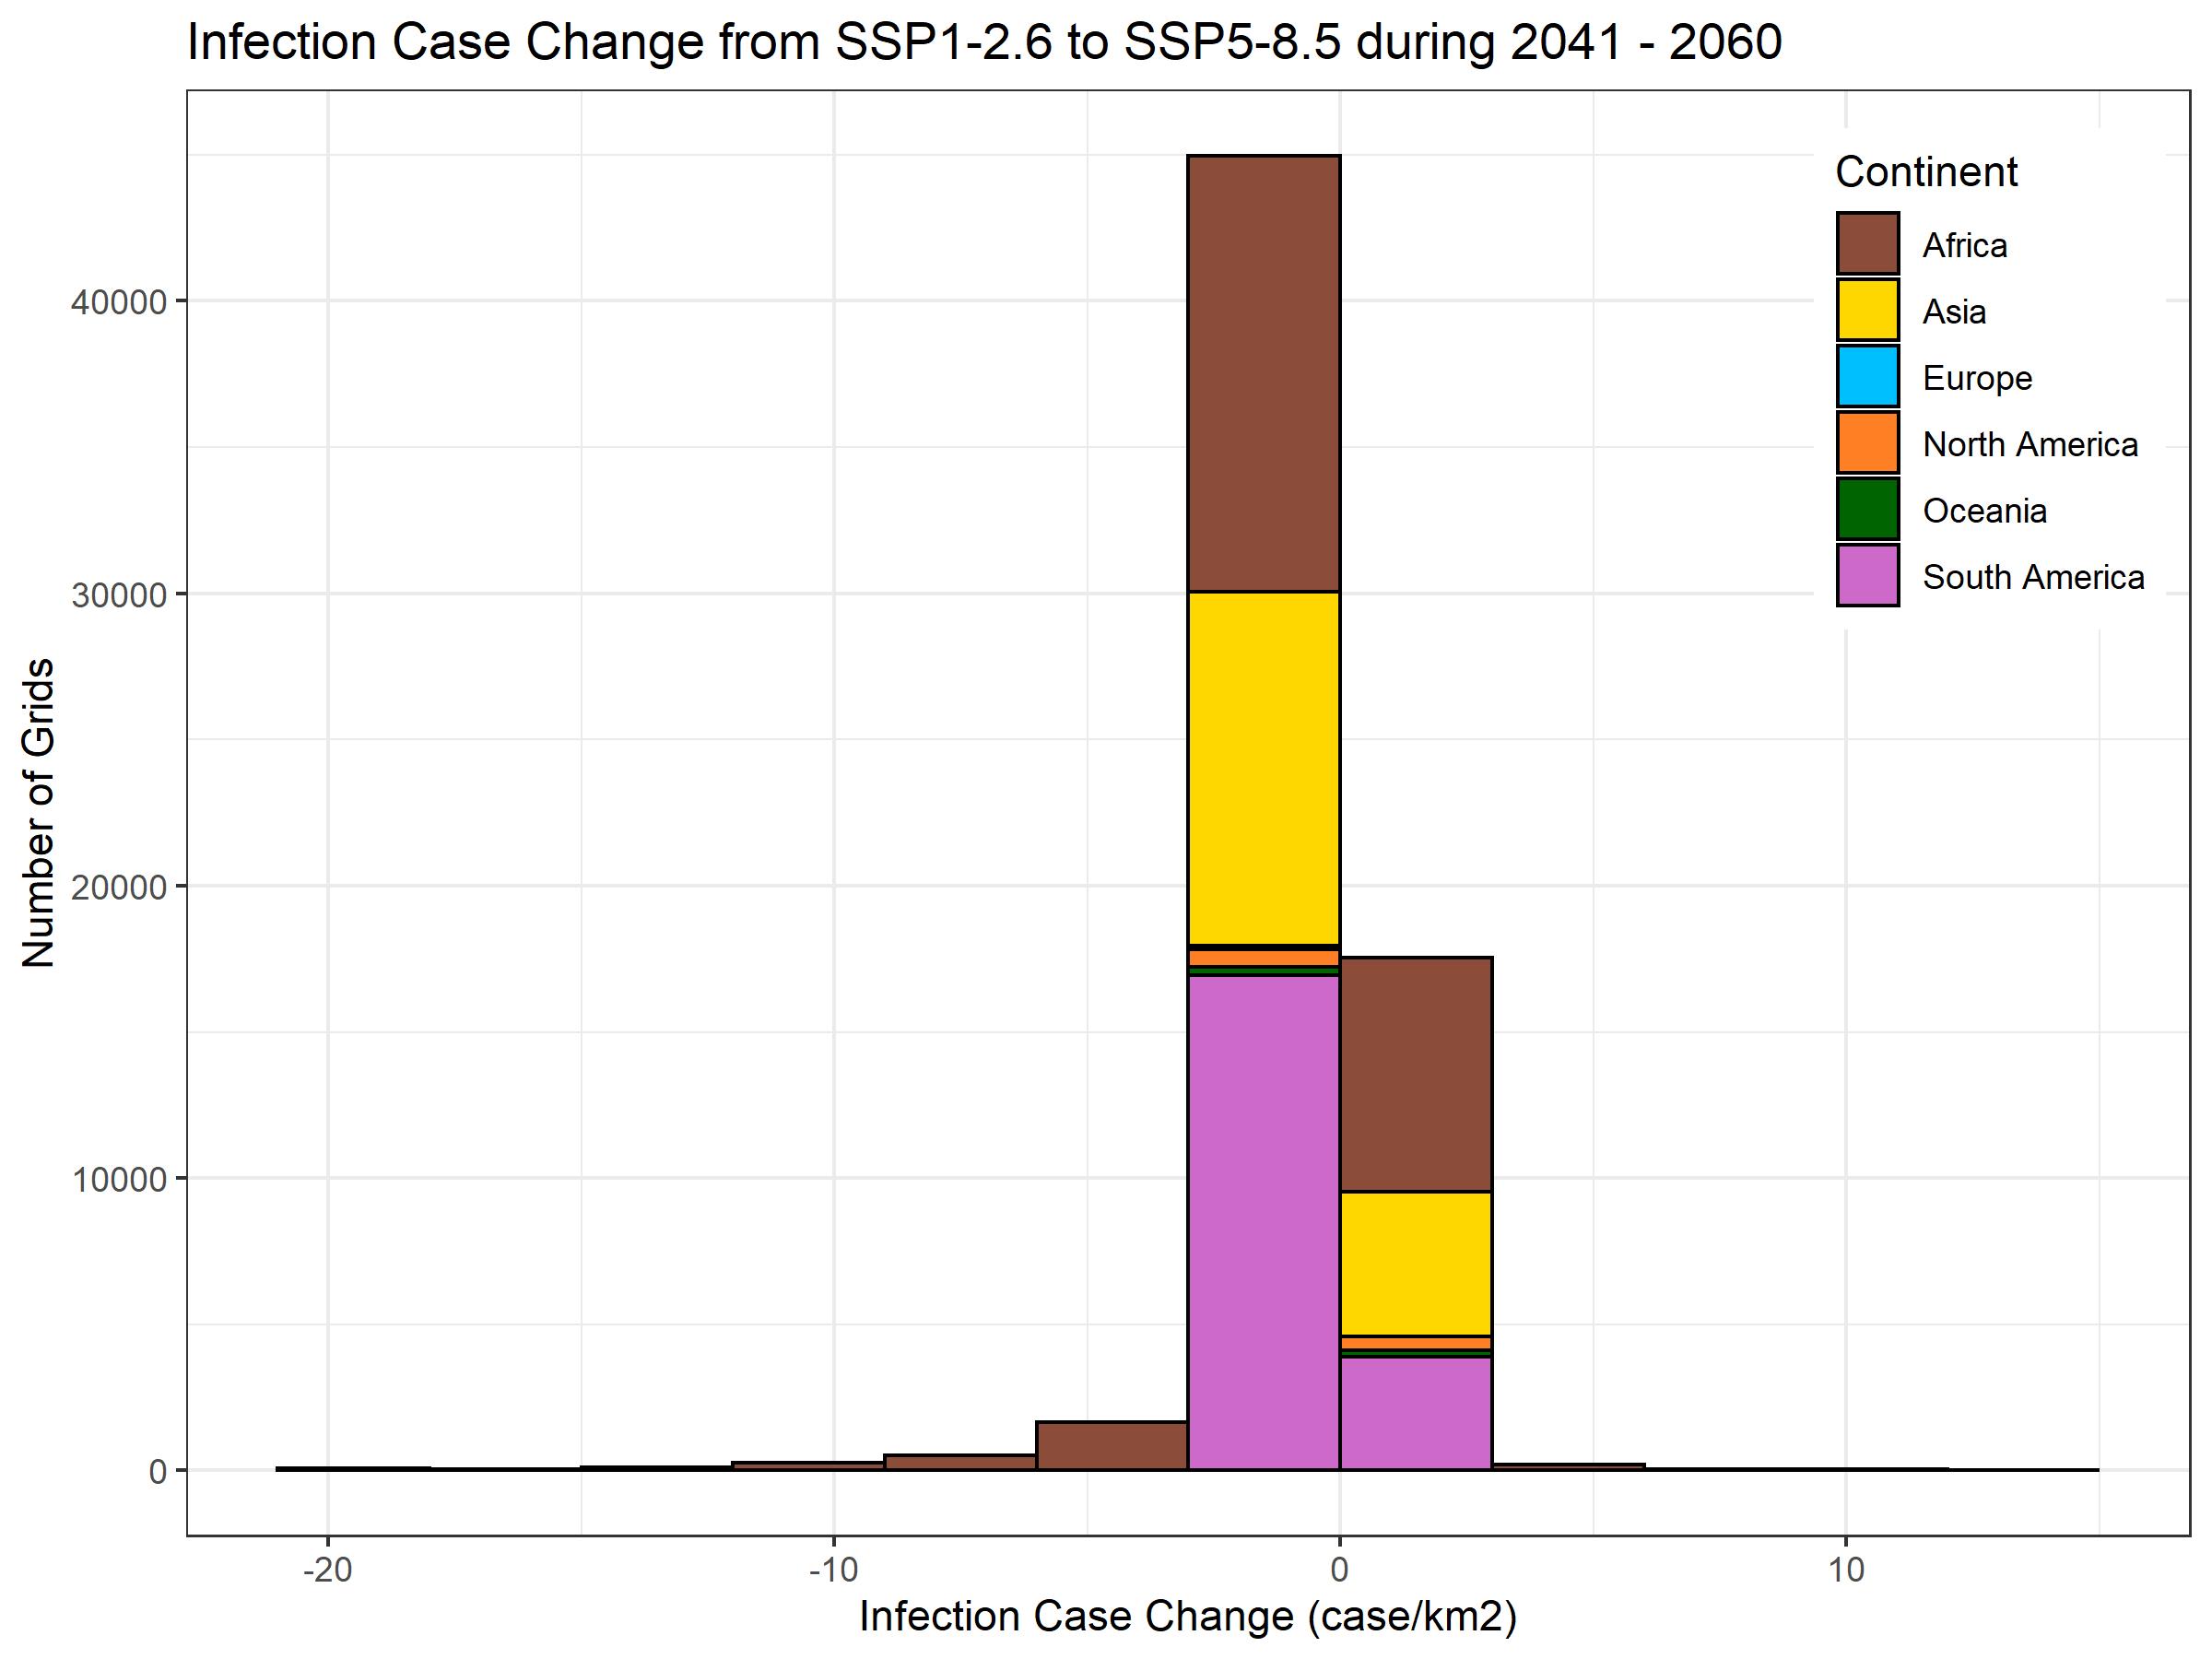 Infection Case Change from SSP1-2.6 to SSP5-8.5 during 2041 - 2060
Continent
Africa
Asia
Europe
North America
Oceania
South America
Number of Grids
40000
30000
20000
10000
0
-20
-10
0
10
Infection Case Change (case/km2)